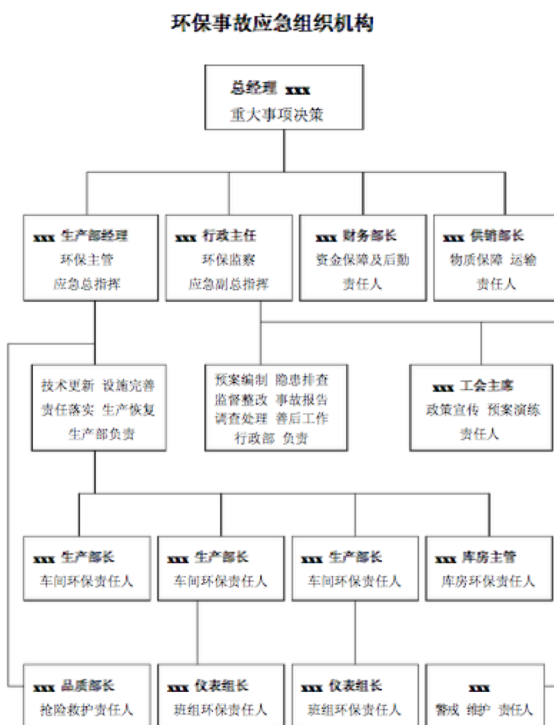 环保事故应急组织机构
总经理 xxx
重大事项决策
xxx 生产部经理
环保主管
应急总指挥
xxx 行政主任
环保监察
应急副总指挥
xxx 财务部长
资金保障及后勤
责任人
xxx 供销部长
物质保障 运输
责任人
技术更新 设施完善
责任落实 生产恢复
生产部负责
预案编制 隐患排查
监督整改 事故报告
调查处理 善后工作
行政部 负责
xxx 工会主席
政策宣传 预案演练
责任人
xxx 生产部长
车间环保责任人
xxx 生产部长
车间环保责任人
xxx 生产部长
车间环保责任人
xxx 库房主管
库房环保责任人
xxx 品质部长
抢险救护责任人
xxx 仪表组长
班组环保责任人
xxx 仪表组长
班组环保责任人
xxx
警戒 维护 责任人